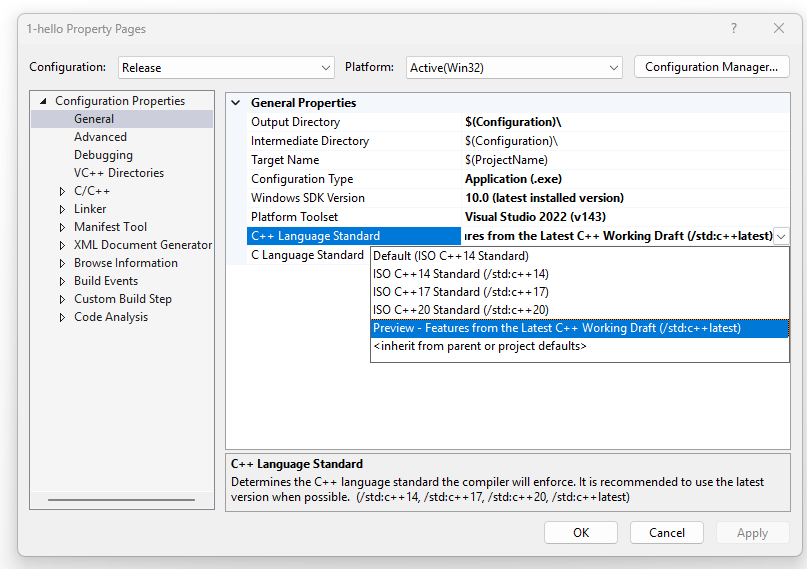 1-hello Property Pages ? ×
Configuration: Release Platform: Active(Win32) Configuration Manager...
Configuration Properties
General
Advanced
Debugging
VC++ Directories
C/C++
Linker
Manifest Tool
XML Document Generator
Browse Information
Build Events
Custom Build Step
Code Analysis
General Properties
Output Directory $(Configuration)\
Intermediate Directory $(Configuration)\
Target Name $(ProjectName)
Configuration Type Application (.exe)
Windows SDK Version 10.0 (latest installed version)
Platform Toolset Visual Studio 2022 (v143)
C++ Language Standard ires from the Latest C++ Working Draft (/std:c++latest)
C Language Standard
Default (ISO C++14 Standard)
ISO C++14 Standard (/std:c++14)
ISO C++17 Standard (/std:c++17)
ISO C++20 Standard (/std:c++20)
Preview - Features from the Latest C++ Working Draft (/std:c++latest)
<inherit from parent or project defaults>
C++ Language Standard
Determines the C++ language standard the compiler will enforce. It is recommended to use the latest
version when possible. (/std:c++14, /std:c++17, /std:c++20, /std:c++latest)
OK Cancel Apply